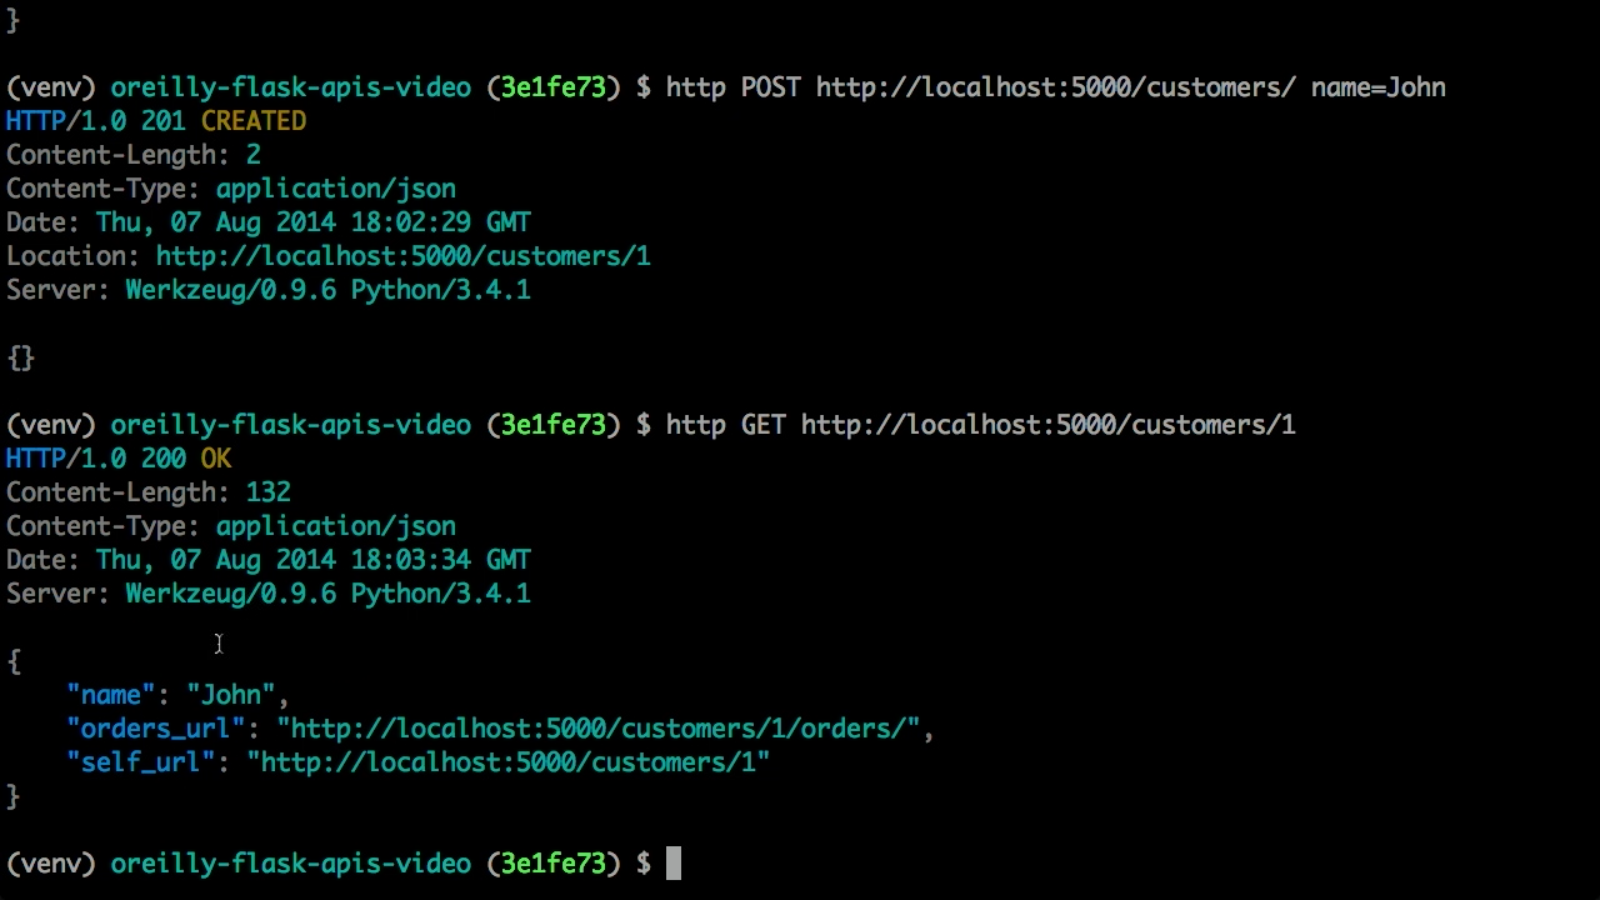 }
(venv) oreilly-flask-apis-video (3e1fe73) $ http POST http://localhost:5000/customers/ name=John
HTTP/1.0 201 CREATED
Content-Length: 2
Content-Type: application/json
Date: Thu, 07 Aug 2014 18:02:29 GMT
Location: http://localhost:5000/customers/1
Server: Werkzeug/0.9.6 Python/3.4.1
{}
(venv) oreilly-flask-apis-video (3e1fe73) $ http GET http://localhost:5000/customers/1
HTTP/1.0 200 OK
Content-Length: 132
Content-Type: application/json
Date: Thu, 07 Aug 2014 18:03:34 GMT
Server: Werkzeug/0.9.6 Python/3.4.1
{
    "name": "John",
    "orders_url": "http://localhost:5000/customers/1/orders/",
    "self_url": "http://localhost:5000/customers/1"
}
(venv) oreilly-flask-apis-video (3e1fe73) $